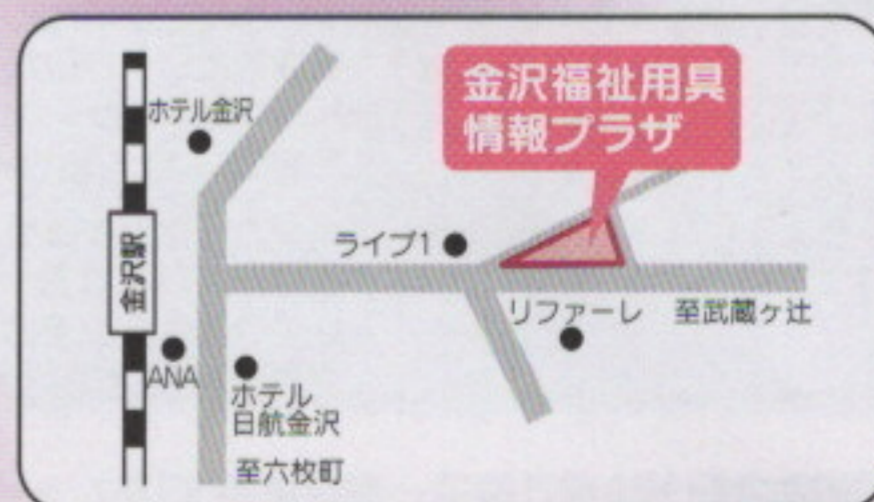 ホテル金沢
金沢福祉用具
情報プラザ
ライブ1
金沢駅
リファーレ
至武蔵ヶ辻
ANA
ホテル
日航金沢
至六枚町